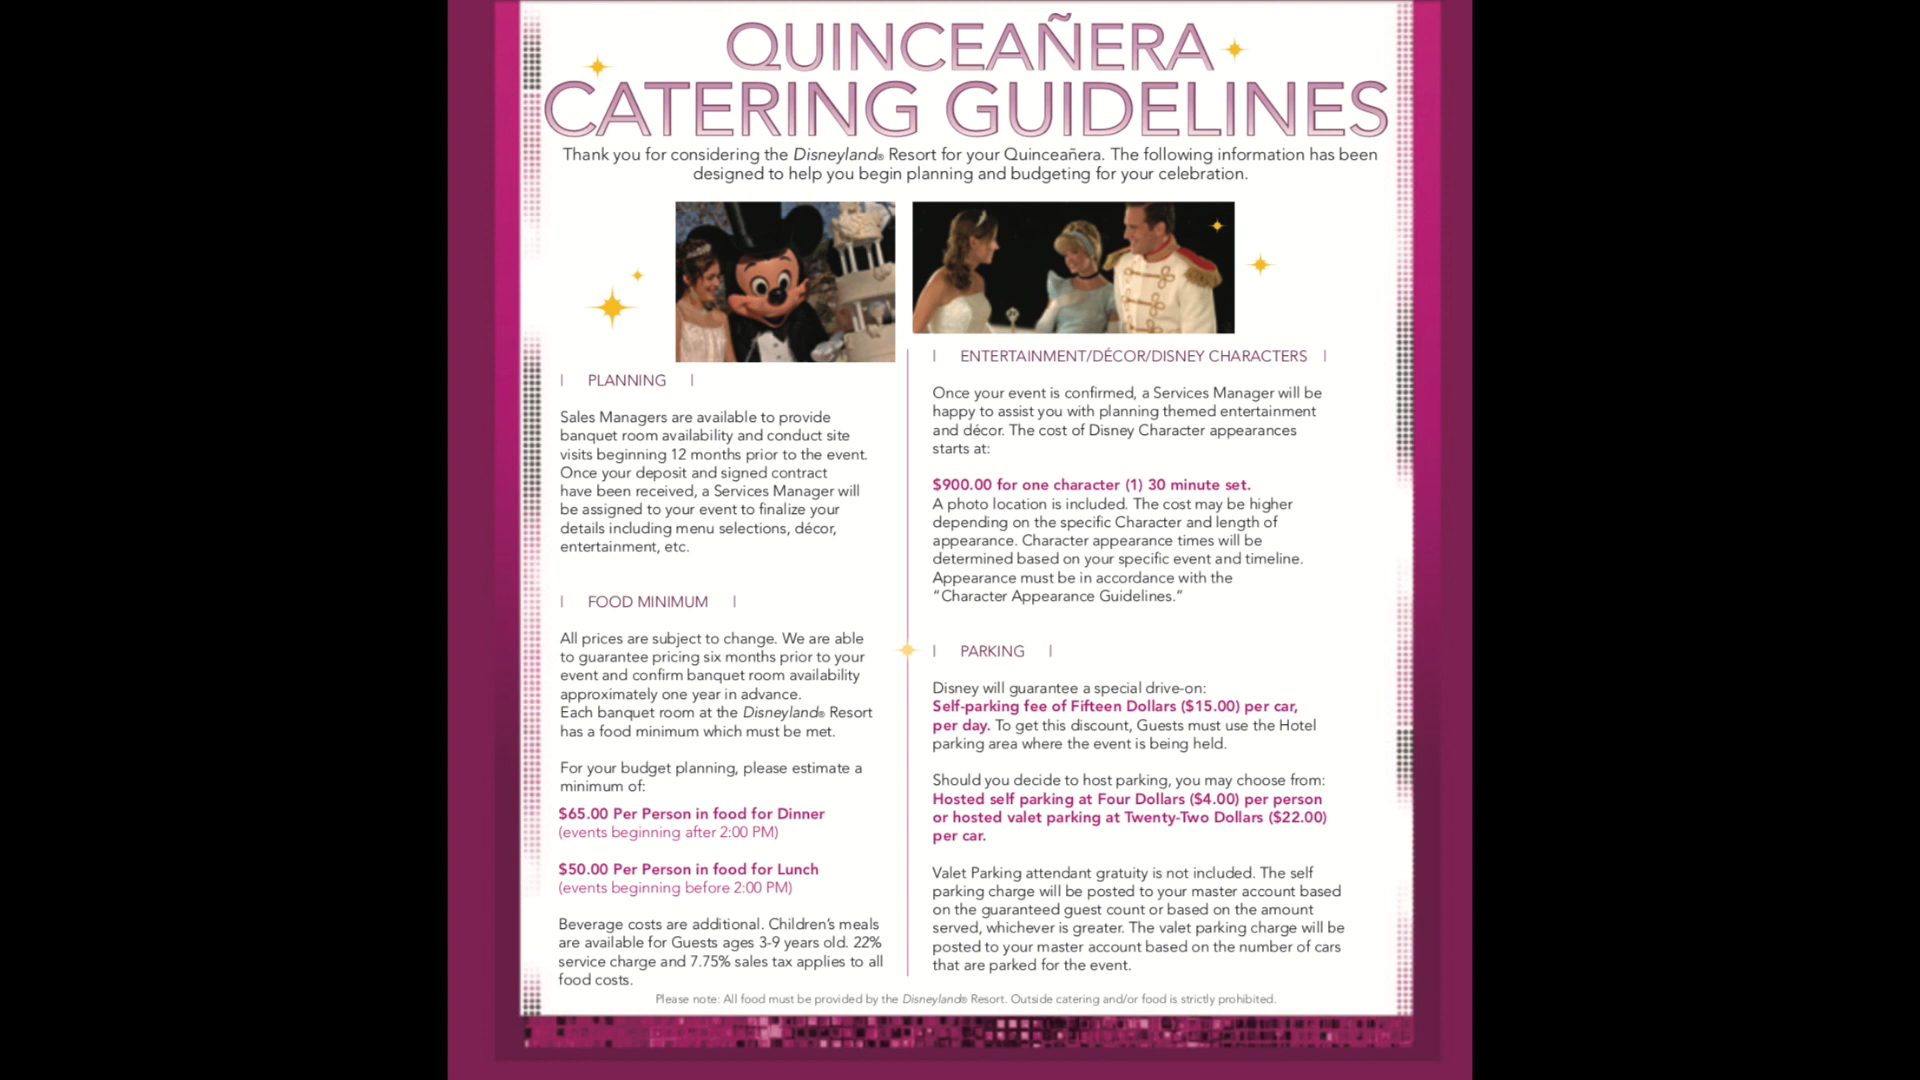 QUINCEAÑERA
CATERING GUIDELINES
Thank you for considering the Disneyland® Resort for your Quinceañera. The following information has been
designed to help you begin planning and budgeting for your celebration.
| PLANNING |
Sales Managers are available to provide
banquet room availability and conduct site
visits beginning 12 months prior to the event.
Once your deposit and signed contract
have been received, a Services Manager will
be assigned to your event to finalize your
details including menu selections, décor,
entertainment, etc.
| FOOD MINIMUM |
All prices are subject to change. We are able
to guarantee pricing six months prior to your
event and confirm banquet room availability
approximately one year in advance.
Each banquet room at the Disneyland® Resort
has a food minimum which must be met.
For your budget planning, please estimate a
minimum of:
$65.00 Per Person in food for Dinner
(events beginning after 2:00 PM)
$50.00 Per Person in food for Lunch
(events beginning before 2:00 PM)
Beverage costs are additional. Children's meals
are available for Guests ages 3-9 years old. 22%
service charge and 7.75% sales tax applies to all
food costs.
| ENTERTAINMENT/DÉCOR/DISNEY CHARACTERS |
Once your event is confirmed, a Services Manager will be
happy to assist you with planning themed entertainment
and décor. The cost of Disney Character appearances
starts at:
$900.00 for one character (1) 30 minute set.
A photo location is included. The cost may be higher
depending on the specific Character and length of
appearance. Character appearance times will be
determined based on your specific event and timeline.
Appearance must be in accordance with the
"Character Appearance Guidelines."
| PARKING |
Disney will guarantee a special drive-on:
Self-parking fee of Fifteen Dollars ($15.00) per car,
per day. To get this discount, Guests must use the Hotel
parking area where the event is being held.
Should you decide to host parking, you may choose from:
Hosted self parking at Four Dollars ($4.00) per person
or hosted valet parking at Twenty-Two Dollars ($22.00)
per car.
Valet Parking attendant gratuity is not included. The self
parking charge will be posted to your master account based
on the guaranteed guest count or based on the amount
served, whichever is greater. The valet parking charge will be
posted to your master account based on the number of cars
that are parked for the event.
Please note: All food must be provided by the Disneyland® Resort. Outside catering and/or food is strictly prohibited.